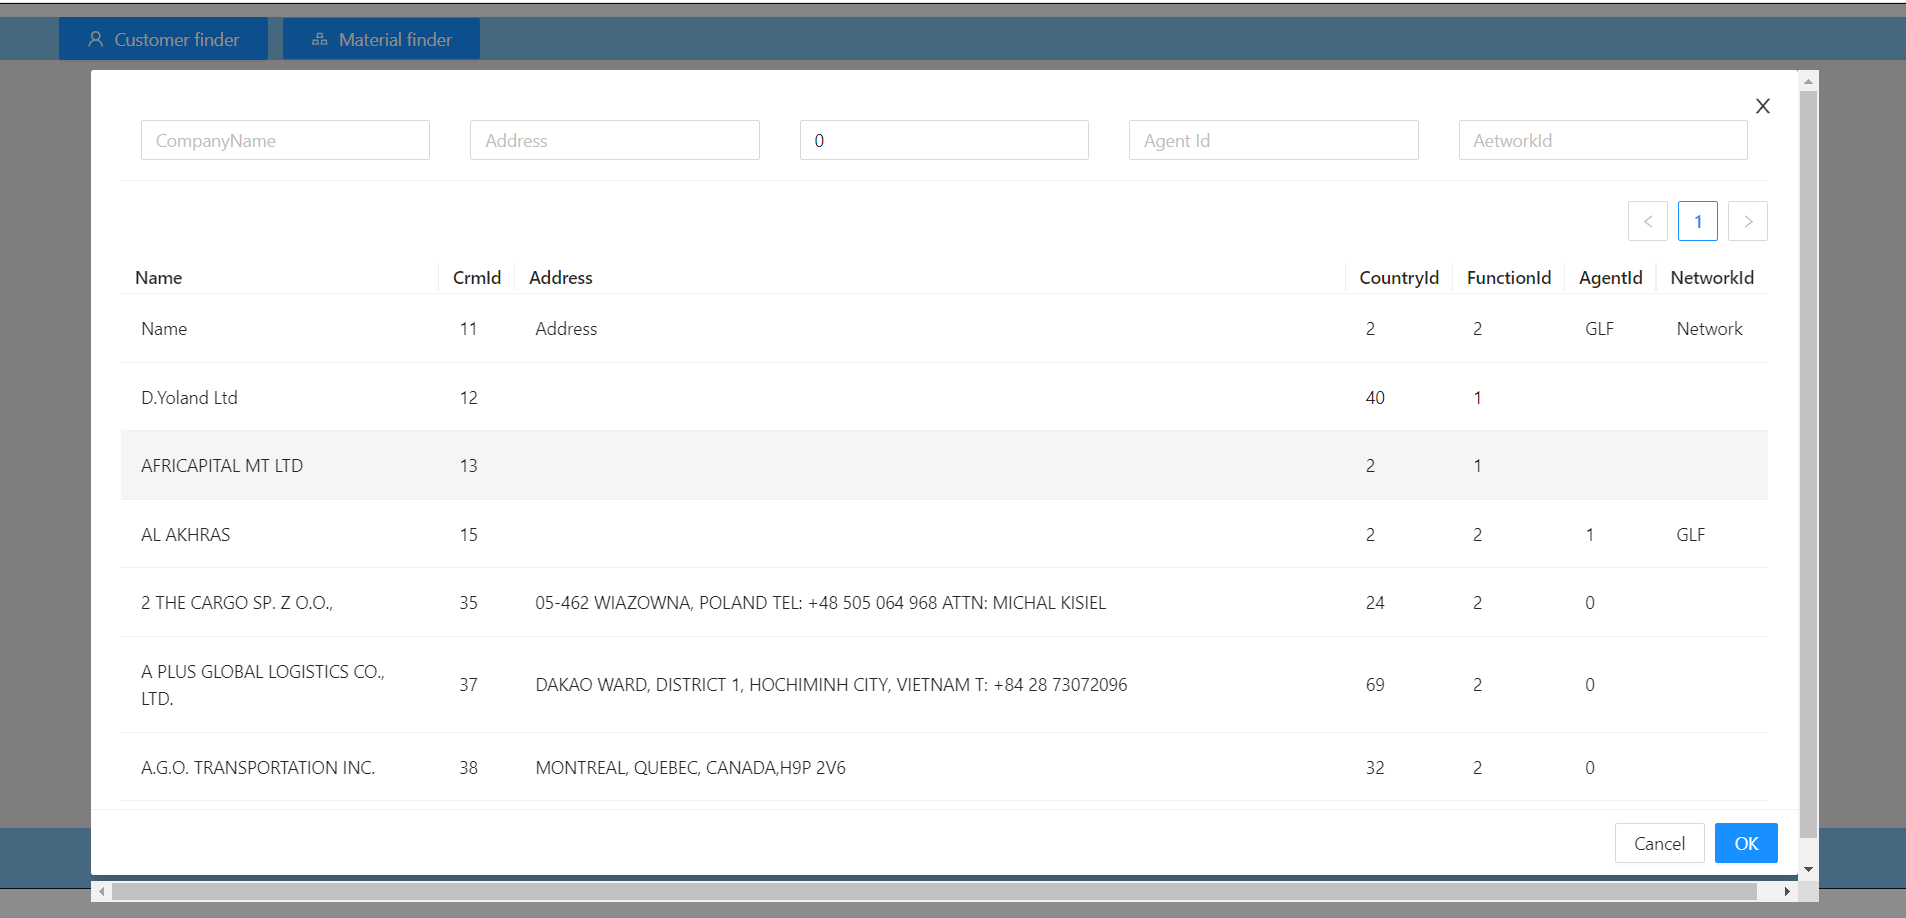 Customer finder Material finder
X
CompanyName Address 0 Agent Id AetworkId
< 1 >
Name CrmId Address CountryId FunctionId AgentId NetworkId
Name 11 Address 2 2 GLF Network
D.Yoland Ltd 12 40 1
AFRICAPITAL MT LTD 13 2 1
AL AKHRAS 15 2 2 1 GLF
2 THE CARGO SP. Z O.O., 35 05-462 WIAZOWNA, POLAND TEL: +48 505 064 968 ATTN: MICHAL KISIEL 24 2 0
A PLUS GLOBAL LOGISTICS CO.,
LTD. 37 DAKAO WARD, DISTRICT 1, HOCHIMINH CITY, VIETNAM T: +84 28 73072096 69 2 0
A.G.O. TRANSPORTATION INC. 38 MONTREAL, QUEBEC, CANADA,H9P 2V6 32 2 0
Cancel OK